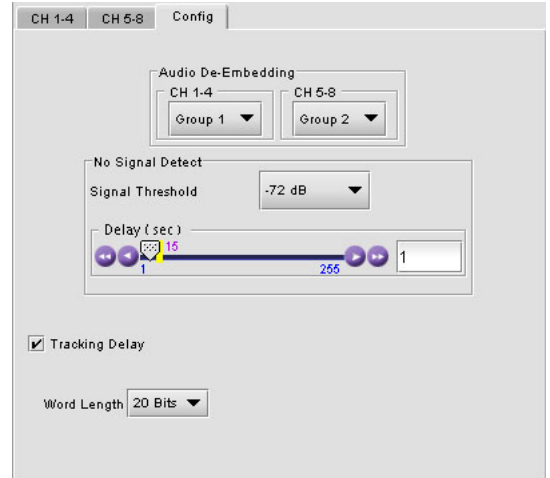 CH 1-4 CH 5-8 Config
Audio De-Embedding
CH 1-4 CH 5-8
Group 1 Group 2
No Signal Detect
Signal Threshold -72 dB
Delay ( sec )
15
1 255 1
Tracking Delay
Word Length 20 Bits